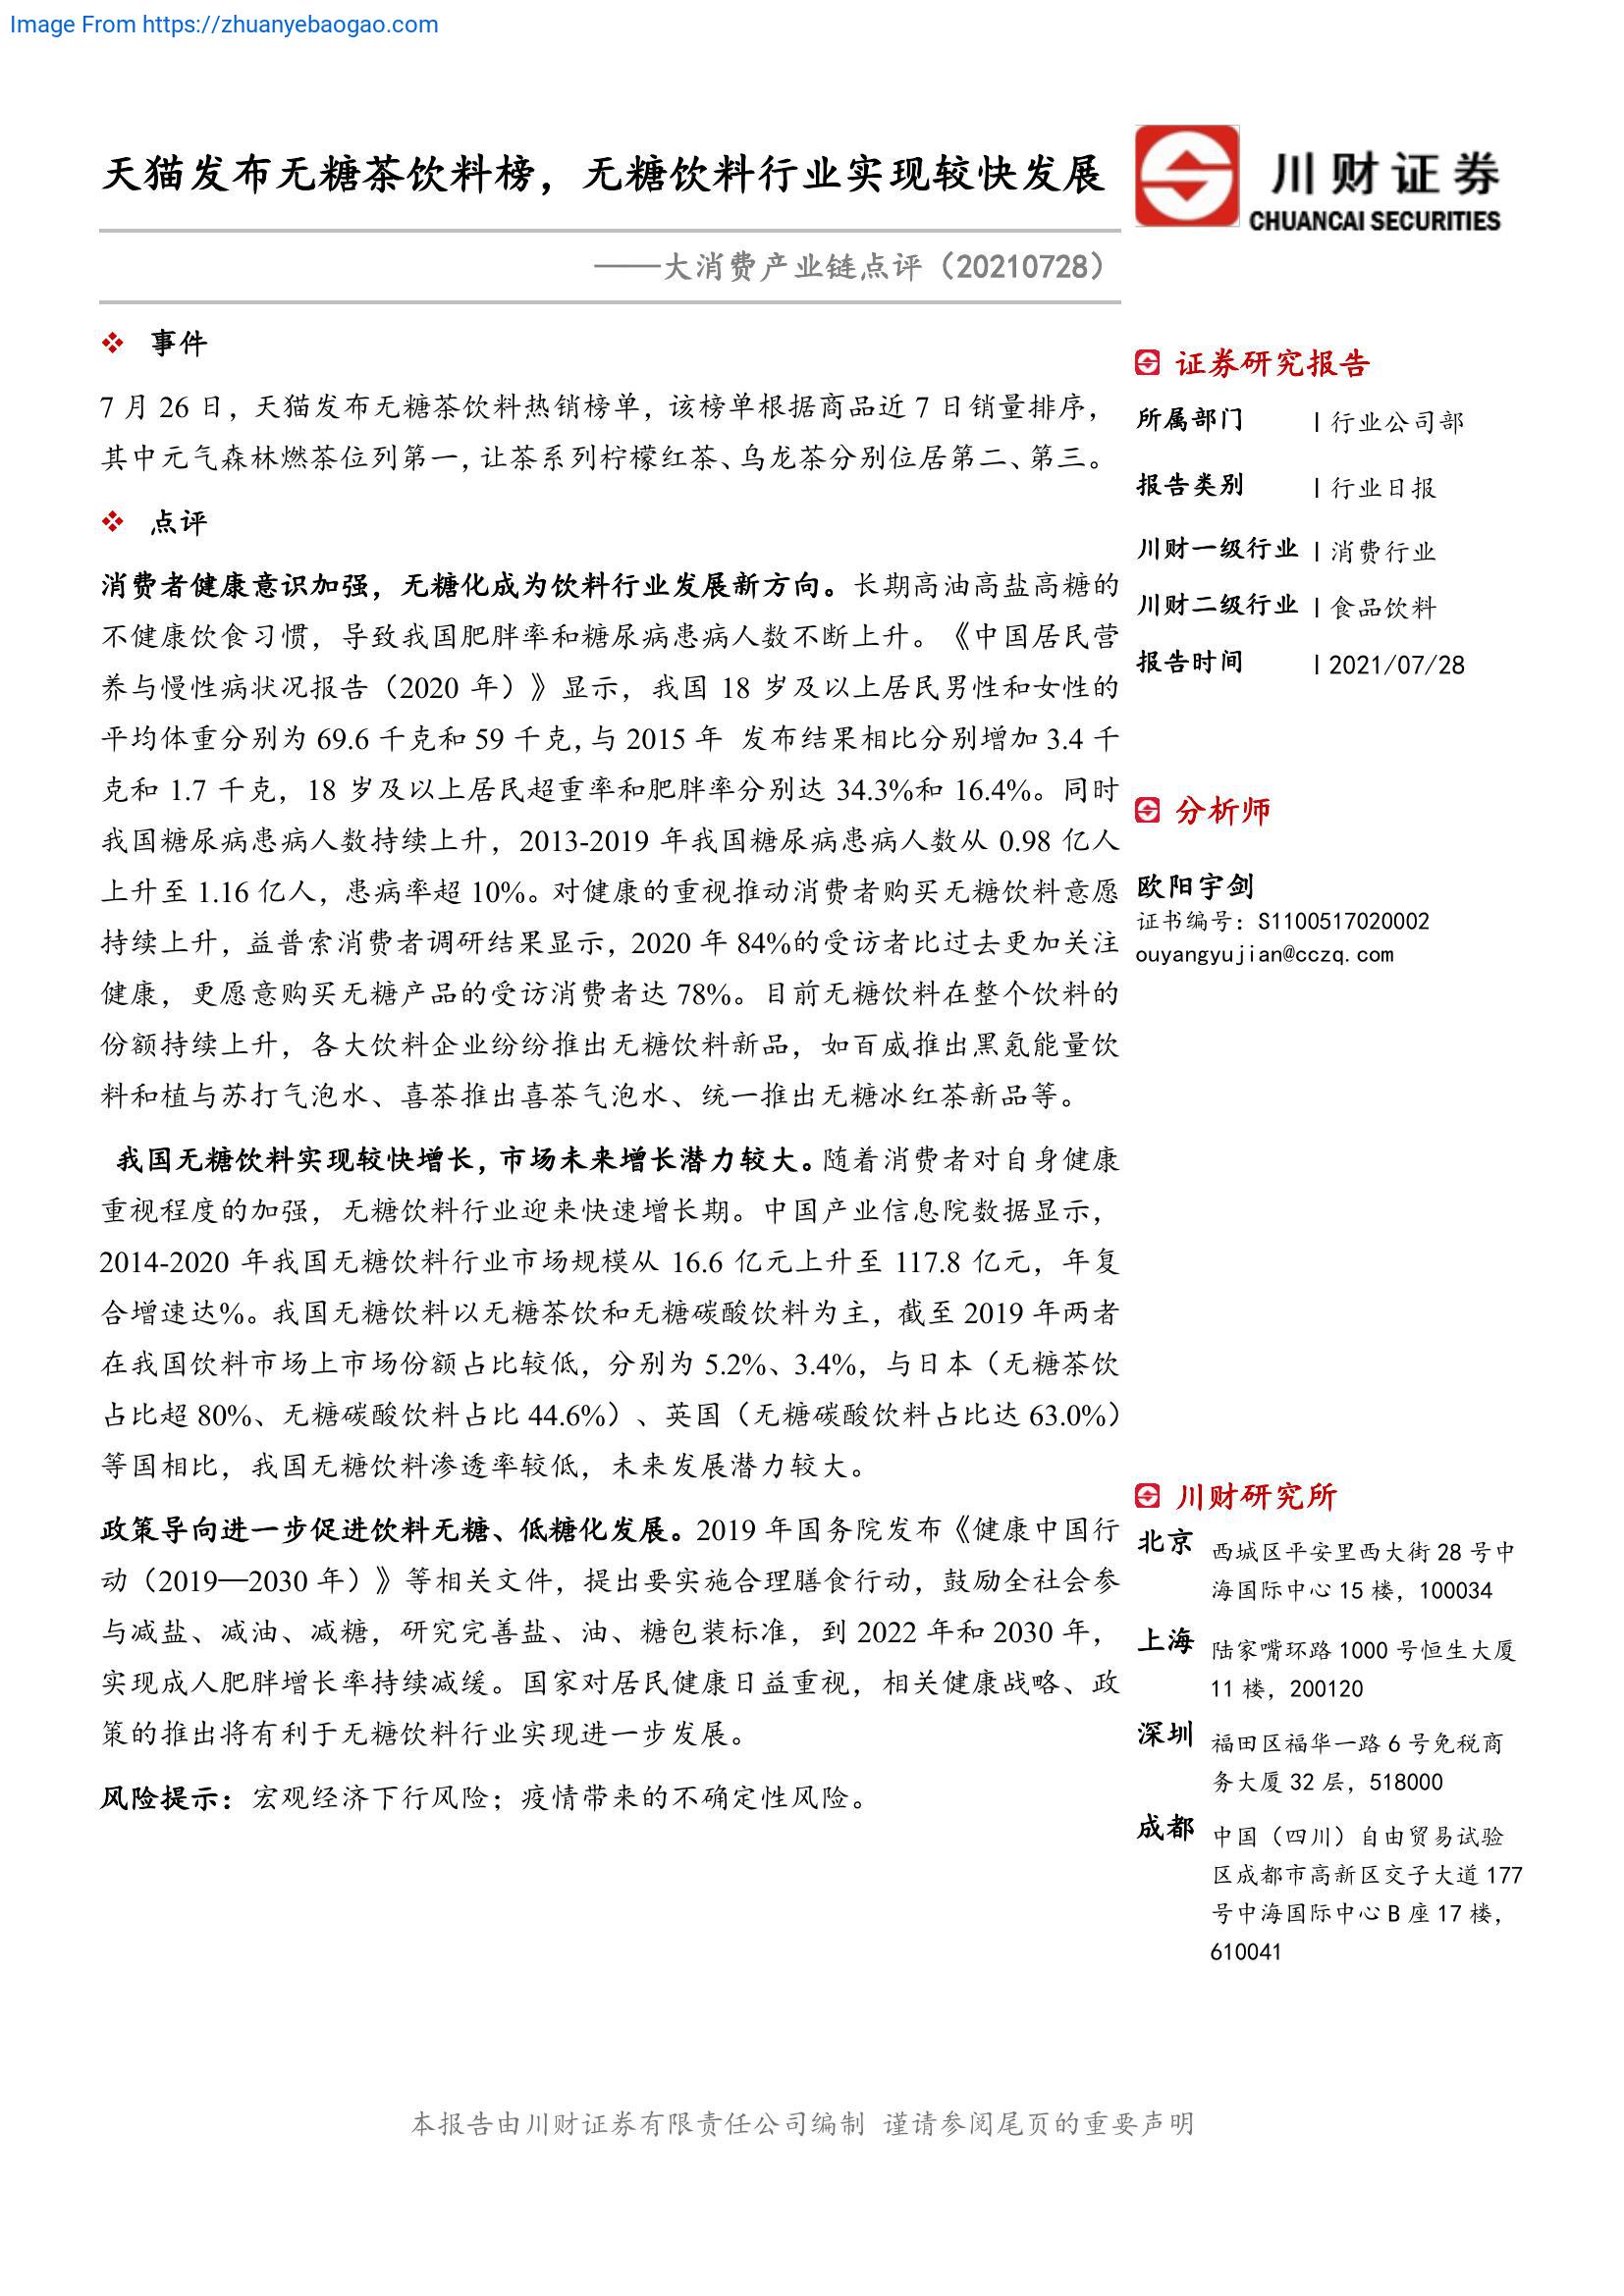 Image From https://zhuanyebaogao.com
天猫发布无糖茶饮料榜，无糖饮料行业实现较快发展
川财证券
CHUANCAI SECURITIES
——大消费产业链点评（20210728）
❖ 事件
7 月 26 日，天猫发布无糖茶饮料热销榜单，该榜单根据商品近 7 日销量排序，
其中元气森林燃茶位列第一，让茶系列柠檬红茶、乌龙茶分别位居第二、第三。
❖ 点评
消费者健康意识加强，无糖化成为饮料行业发展新方向。长期高油高盐高糖的
不健康饮食习惯，导致我国肥胖率和糖尿病患病人数不断上升。《中国居民营
养与慢性病状况报告（2020 年）》显示，我国 18 岁及以上居民男性和女性的
平均体重分别为 69.6 千克和 59 千克，与 2015 年 发布结果相比分别增加 3.4 千
克和 1.7 千克，18 岁及以上居民超重率和肥胖率分别达 34.3%和 16.4%。同时
我国糖尿病患病人数持续上升，2013-2019 年我国糖尿病患病人数从 0.98 亿人
上升至 1.16 亿人，患病率超 10%。对健康的重视推动消费者购买无糖饮料意愿
持续上升，益普索消费者调研结果显示，2020 年 84%的受访者比过去更加关注
健康，更愿意购买无糖产品的受访消费者达 78%。目前无糖饮料在整个饮料的
份额持续上升，各大饮料企业纷纷推出无糖饮料新品，如百威推出黑氪能量饮
料和植与苏打气泡水、喜茶推出喜茶气泡水、统一推出无糖冰红茶新品等。
我国无糖饮料实现较快增长，市场未来增长潜力较大。随着消费者对自身健康
重视程度的加强，无糖饮料行业迎来快速增长期。中国产业信息院数据显示，
2014-2020 年我国无糖饮料行业市场规模从 16.6 亿元上升至 117.8 亿元，年复
合增速达%。我国无糖饮料以无糖茶饮和无糖碳酸饮料为主，截至 2019 年两者
在我国饮料市场上市场份额占比较低，分别为 5.2%、3.4%，与日本（无糖茶饮
占比超 80%、无糖碳酸饮料占比 44.6%）、英国（无糖碳酸饮料占比达 63.0%）
等国相比，我国无糖饮料渗透率较低，未来发展潜力较大。
政策导向进一步促进饮料无糖、低糖化发展。2019 年国务院发布《健康中国行
动（2019—2030 年）》等相关文件，提出要实施合理膳食行动，鼓励全社会参
与减盐、减油、减糖，研究完善盐、油、糖包装标准，到 2022 年和 2030 年，
实现成人肥胖增长率持续减缓。国家对居民健康日益重视，相关健康战略、政
策的推出将有利于无糖饮料行业实现进一步发展。
风险提示：宏观经济下行风险；疫情带来的不确定性风险。
证券研究报告
所属部门 | 行业公司部
报告类别 | 行业日报
川财一级行业 | 消费行业
川财二级行业 | 食品饮料
报告时间 | 2021/07/28
分析师
欧阳宇剑
证书编号：S1100517020002
ouyangyujian@cczq.com
川财研究所
北京 西城区平安里西大街 28 号中
海国际中心 15 楼，100034
上海 陆家嘴环路 1000 号恒生大厦
11 楼，200120
深圳 福田区福华一路 6 号免税商
务大厦 32 层，518000
成都 中国（四川）自由贸易试验
区成都市高新区交子大道 177
号中海国际中心 B 座 17 楼，
610041
本报告由川财证券有限责任公司编制 谨请参阅尾页的重要声明